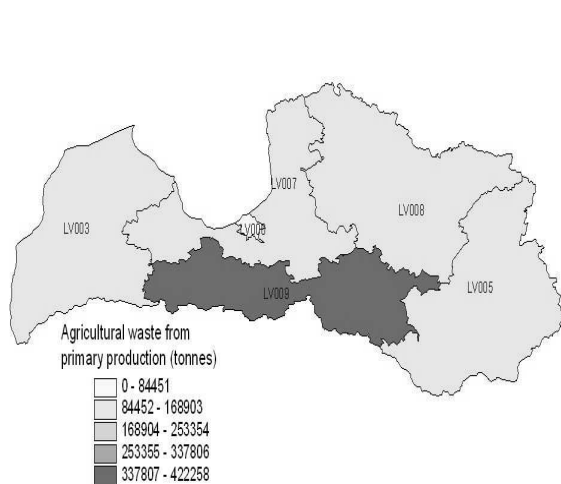 LV007
LV008
LV003
LV006
LV009
LV005
Agricultural waste from
primary production (tonnes)
0 - 84451
84452 - 168903
168904 - 253354
253355 - 337806
337807 - 422258